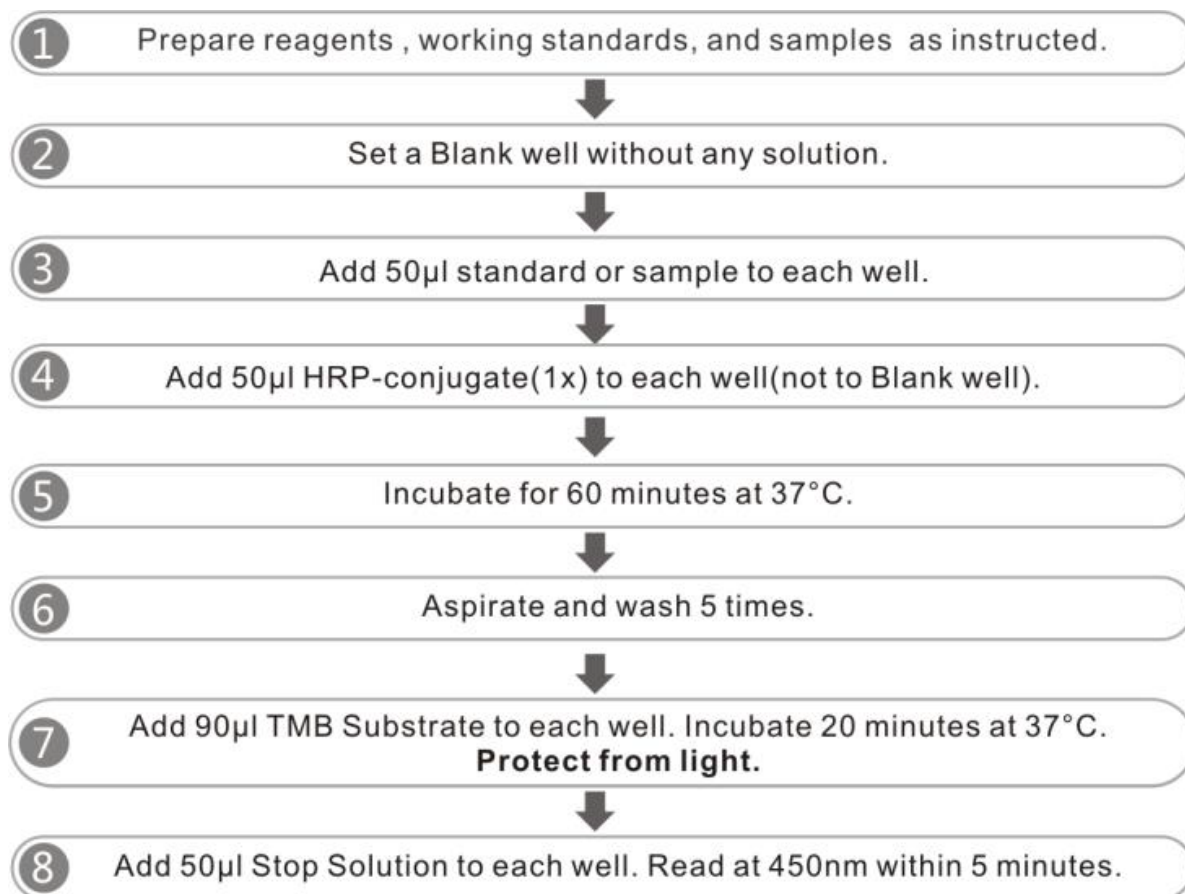 1 Prepare reagents , working standards, and samples as instructed.
2 Set a Blank well without any solution.
3 Add 50µl standard or sample to each well.
4 Add 50µl HRP-conjugate(1x) to each well(not to Blank well).
5 Incubate for 60 minutes at 37°C.
6 Aspirate and wash 5 times.
7 Add 90µl TMB Substrate to each well. Incubate 20 minutes at 37°C.
Protect from light.
8 Add 50µl Stop Solution to each well. Read at 450nm within 5 minutes.